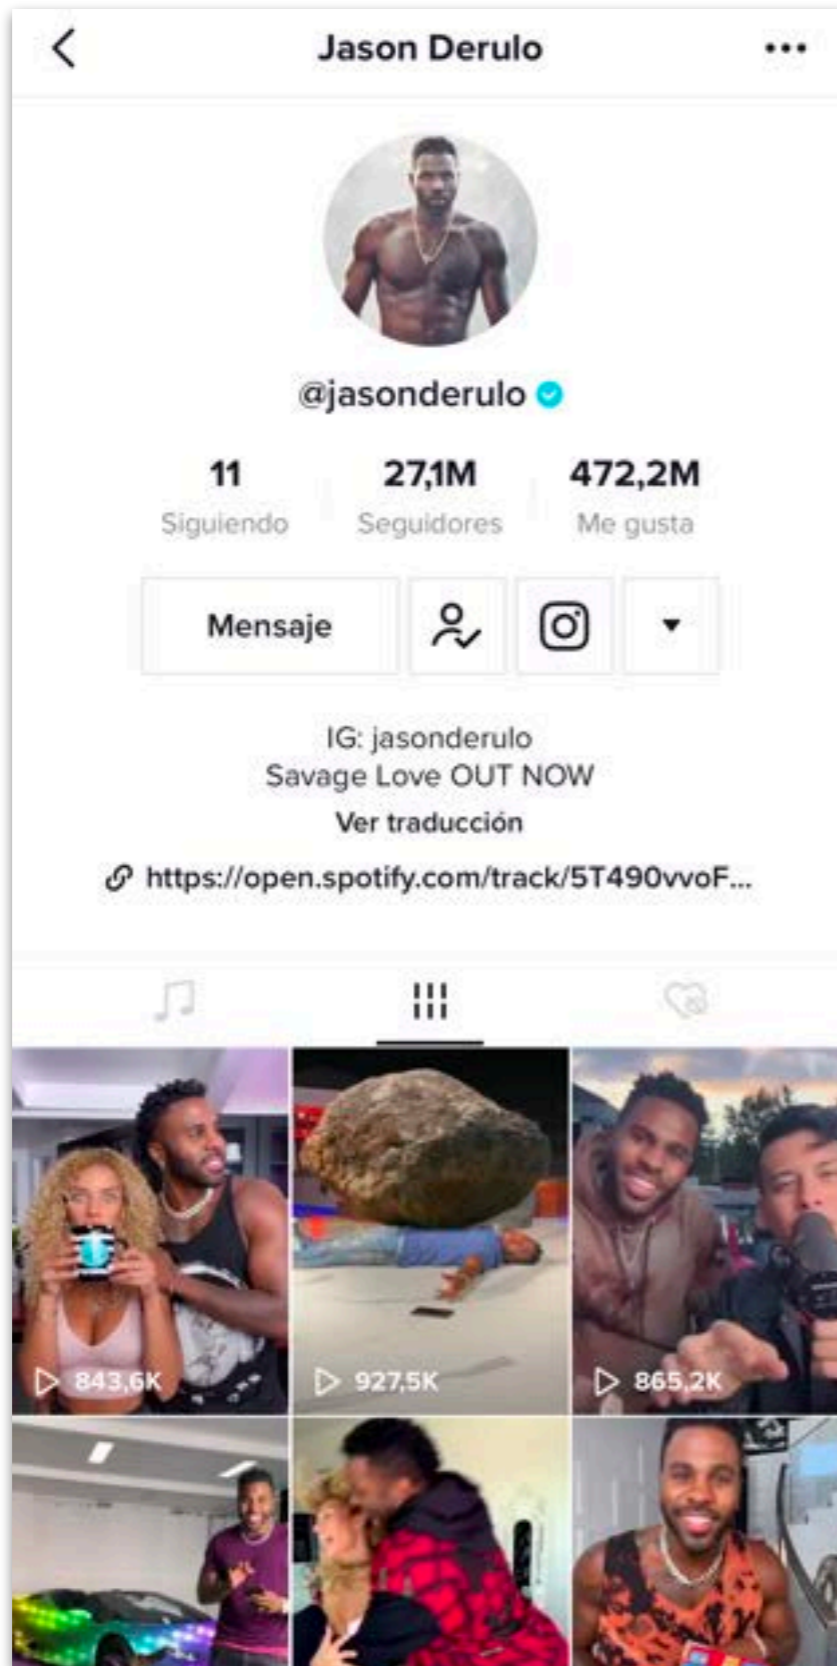 Jason Derulo
@jasonderulo
11 27,1M 472,2M
Siguiendo Seguidores Me gusta
Mensaje
IG: jasonderulo
Savage Love OUT NOW
Ver traducción
https://open.spotify.com/track/5T490vvoF...
843,6K 927,5K 865,2K